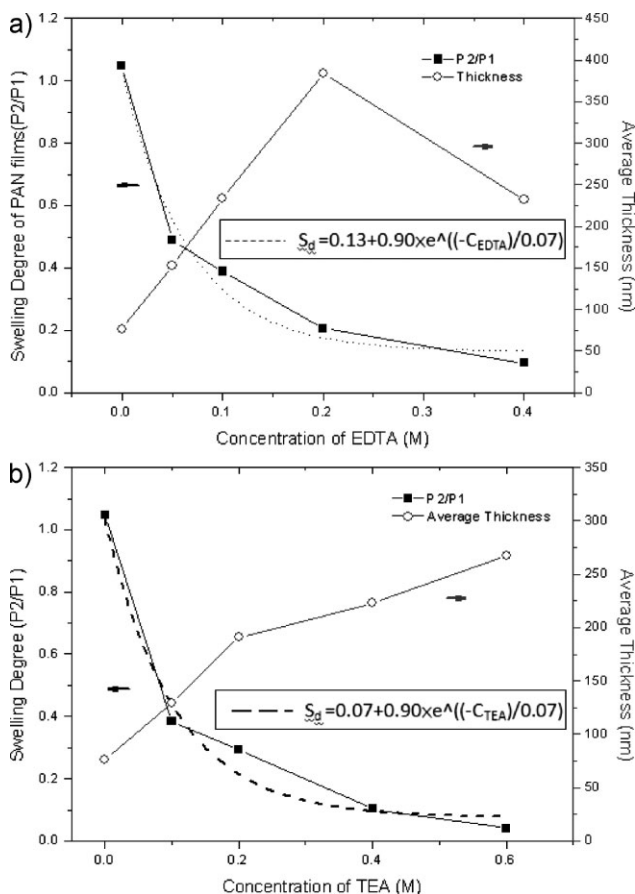 a)
1.2
1.0
0.8
0.6
0.4
0.2
0.0
Swelling Degree of PAN films(P2/P1)
P2/P1
Thickness
S_d=0.13+0.90xe^((-C_EDTA)/0.07)
450
400
350
300
250
200
150
100
50
0
Average Thickness (nm)
0.0 0.1 0.2 0.3 0.4
Concentration of EDTA (M)
b)
1.2
1.0
0.8
0.6
0.4
0.2
0.0
Swelling Degree (P2/P1)
P2/P1
Average Thickness
S_d=0.07+0.90xe^((-C_TEA)/0.07)
350
300
250
200
150
100
50
0
Average Thickness (nm)
0.0 0.1 0.2 0.3 0.4 0.5 0.6
Concentration of TEA (M)